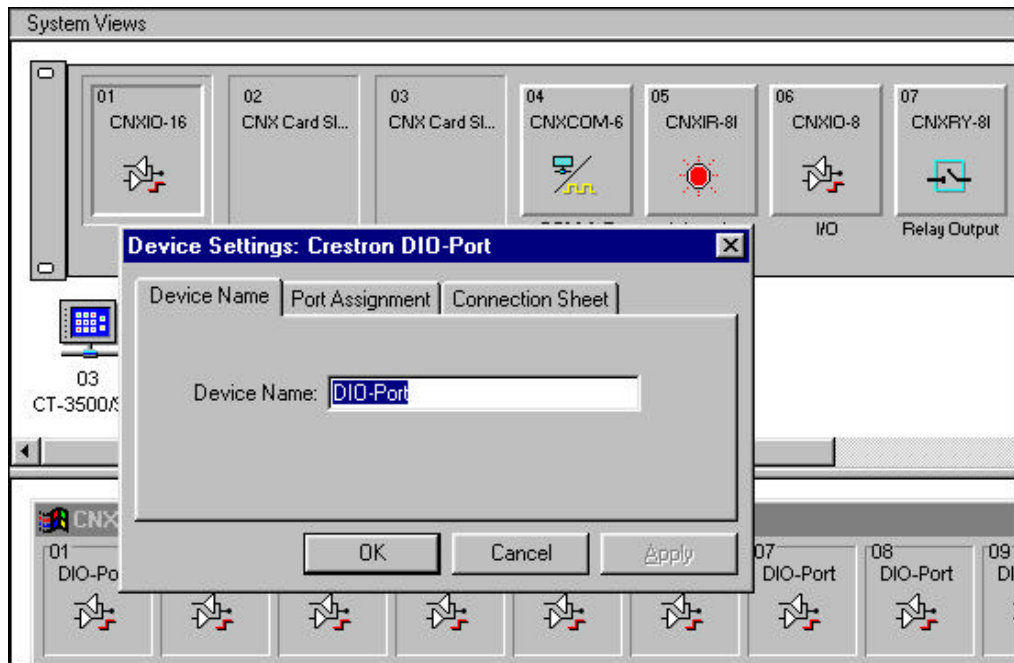 System Views
01 02 03 04 05 06 07
CNXIO-16 CNX Card Sl... CNX Card Sl... CNXCOM-6 CNXIR-8I CNXIO-8 CNXRY-8I
I/O Relay Output
Device Settings: Crestron DIO-Port
Device Name Port Assignment Connection Sheet
Device Name: DIO-Port
03
CT-3500/
OK Cancel Apply
CNX
01 07 08 09
DIO-Po DIO-Port DIO-Port DI